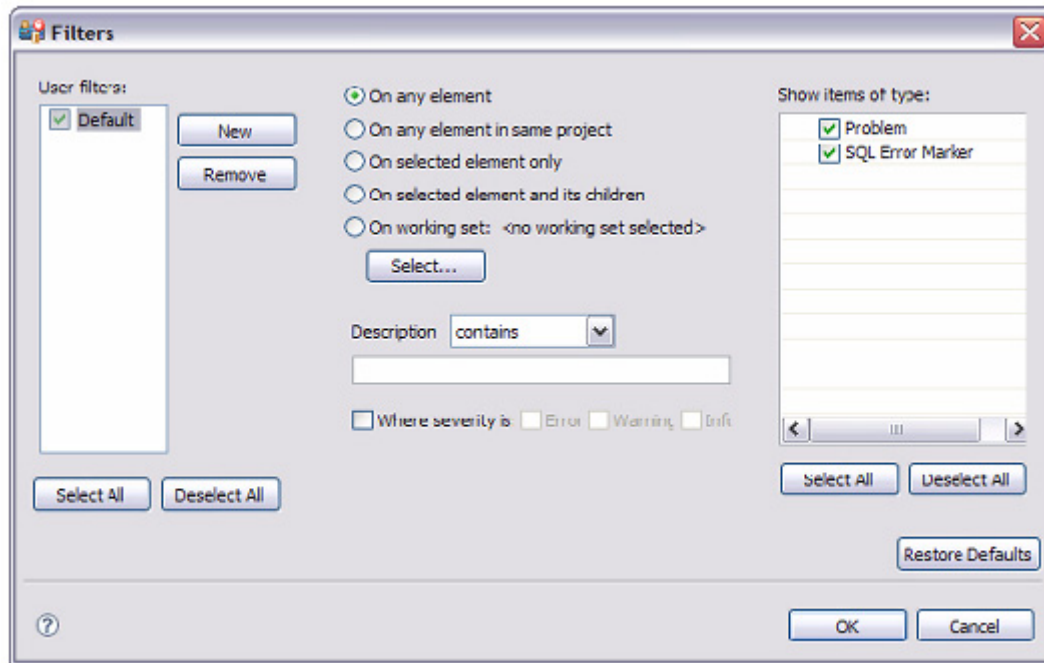 Filters
User filters:
Default
New
Remove
Select All
Deselect All
On any element
On any element in same project
On selected element only
On selected element and its children
On working set: <no working set selected>
Select...
Description contains
Where severity is: Error Warning Info
Show items of type:
Problem
SQL Error Marker
Select All
Deselect All
Restore Defaults
OK
Cancel